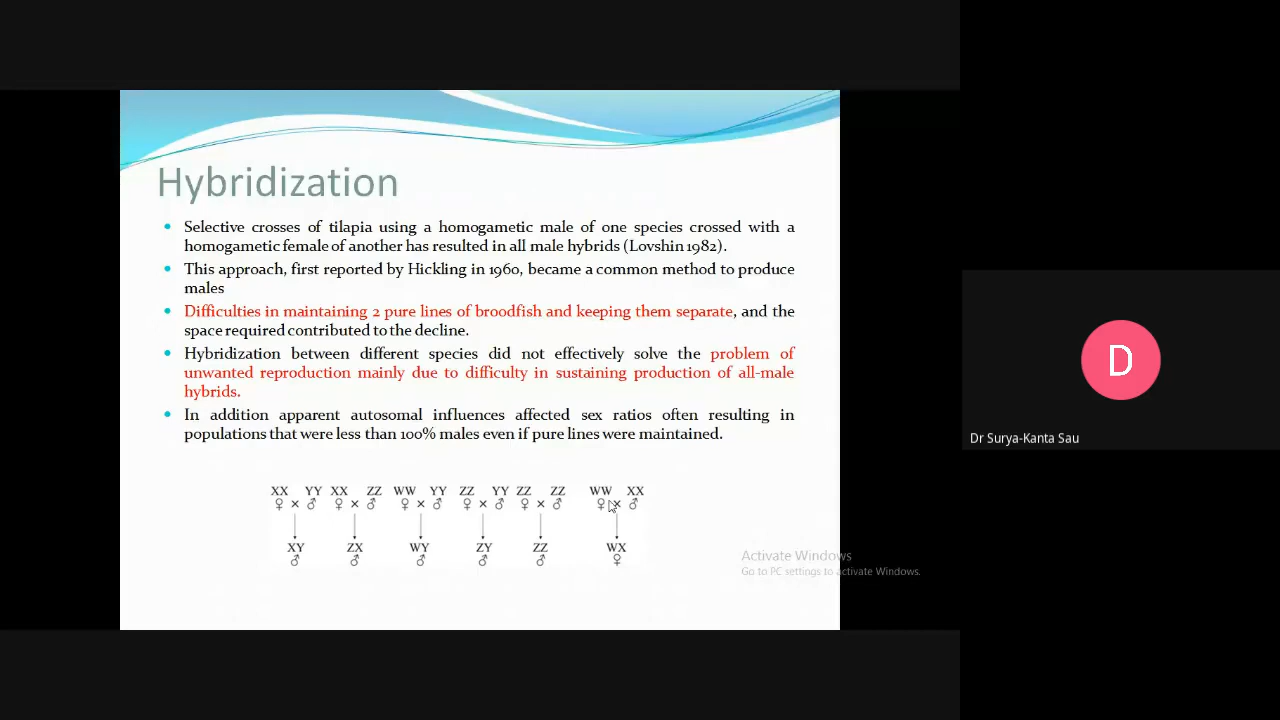 Hybridization
Selective crosses of tilapia using a homogametic male of one species crossed with a
homogametic female of another has resulted in all male hybrids (Lovshin 1982).
This approach, first reported by Hickling in 1960, became a common method to produce
males
Difficulties in maintaining 2 pure lines of broodfish and keeping them separate, and the
space required contributed to the decline.
Hybridization between different species did not effectively solve the problem of
unwanted reproduction mainly due to difficulty in sustaining production of all-male
hybrids.
In addition apparent autosomal influences affected sex ratios often resulting in
populations that were less than 100% males even if pure lines were maintained.
XX YY XX ZZ WW YY ZZ YY ZZ ZZ WW XX
♀ × ♂ ♀ × ♂ ♀ × ♂ ♀ × ♂ ♀ × ♂ ♀ × ♂
XY ZX WY ZY ZZ WX
♂ ♂ ♂ ♂ ♂ ♀
Activate Windows
Go to PC settings to activate Windows.
D
Dr Surya-Kanta Sau